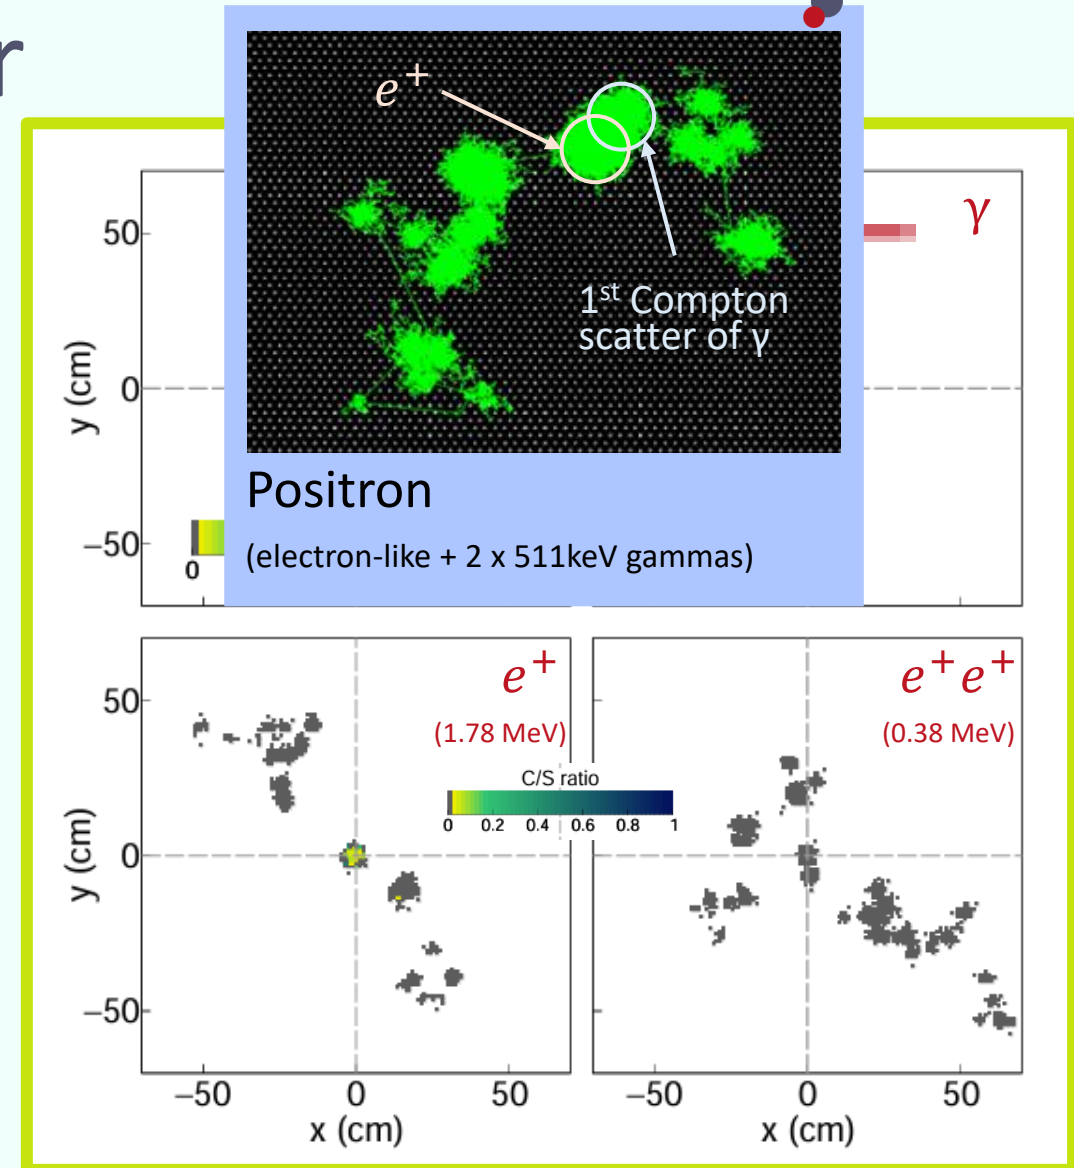 r
e⁺
1ˢᵗ Compton
scatter of γ
Positron
(electron-like + 2 x 511keV gammas)
γ
50
0
−50
y (cm)
0
e⁺
(1.78 MeV)
e⁺e⁺
(0.38 MeV)
C/S ratio
0 0.2 0.4 0.6 0.8 1
50
0
−50
y (cm)
−50 0 50
x (cm)
−50 0 50
x (cm)